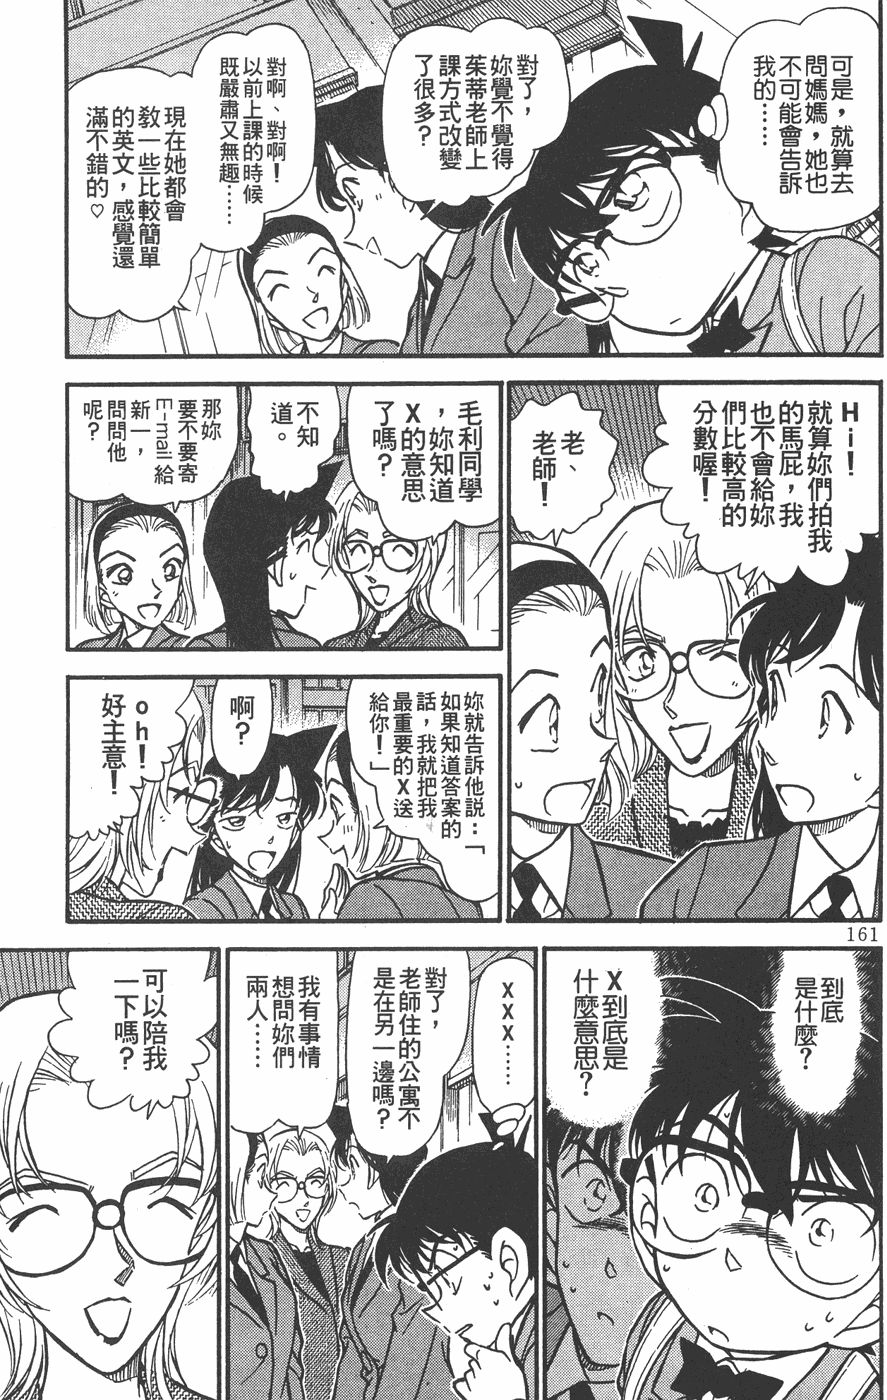 可是，就算去
問媽媽，她也
不可能會告訴
我的……
對了，
妳覺不覺得
茱蒂老師上
課方式改變
了很多？
對啊、對啊！
以前上課的時候
既嚴肅又無趣……
現在她都會
教一些比較簡單
的英文，感覺還
滿不錯的♡
Hi！
就算妳們拍我
的馬屁，我
也不會給妳
們比較高的
分數喔！
老、
老師！
毛利同學
，妳知道
X的意思
了嗎？
不知
道。
那妳
要不要寄
E-mail給
新一，
問問他
呢？
妳就告訴他說：「
如果知道答案的
話，我就把我
最重要的X送
給你！」
啊？
oh！
好主意！
161
到底
是什麼？
X到底是
什麼意思？
XXX……
對了，
老師住的公寓不
是在另一邊嗎？
我有事情
想問妳們
兩人……
可以陪我
一下嗎？